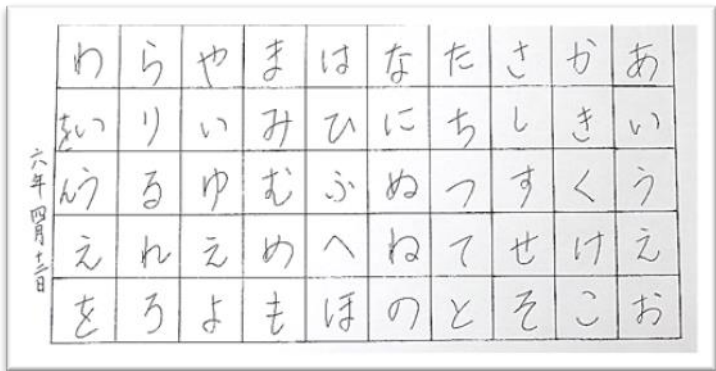 あいうえお
かきくけこ
さしすせそ
たちつてと
なにぬねの
はひふへほ
まみむめも
やいゆえよ
らりるれろ
わいうえを
をん
六年 四月十二日